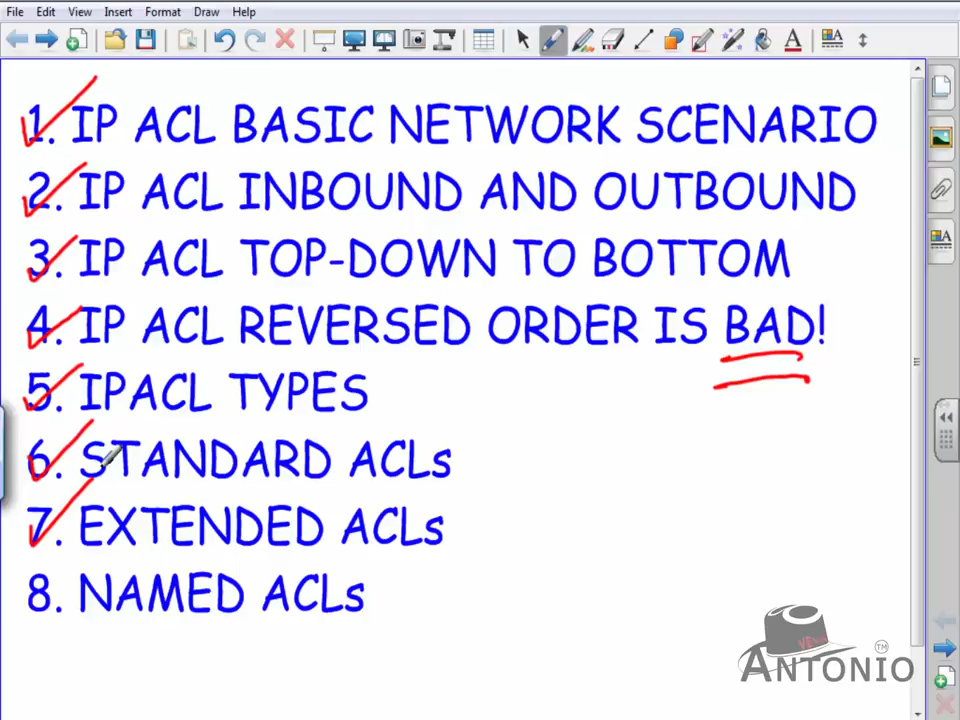 File Edit View Insert Format Draw Help
1. IP ACL BASIC NETWORK SCENARIO
2. IP ACL INBOUND AND OUTBOUND
3. IP ACL TOP-DOWN TO BOTTOM
4. IP ACL REVERSED ORDER IS BAD!
5. IPACL TYPES
6. STANDARD ACLs
7. EXTENDED ACLs
8. NAMED ACLs
ANTONIO TM